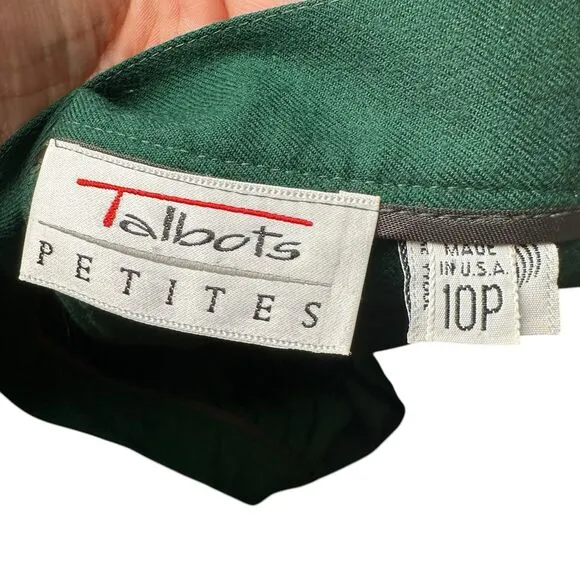 Talbots
PETITES
MADE
IN U.S.A.
10P